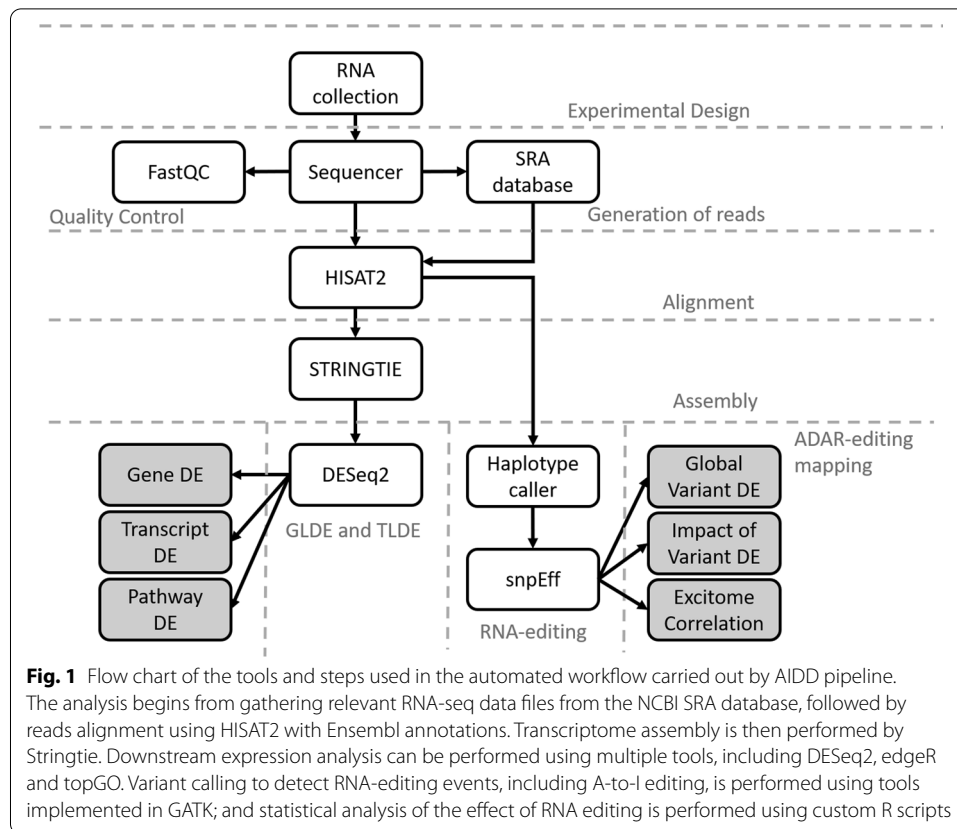 RNA
collection
Experimental Design
FastQC
Sequencer
SRA
database
Quality Control
Generation of reads
HISAT2
Alignment
STRINGTIE
Assembly
ADAR-editing
mapping
Gene DE
DESeq2
Haplotype
caller
Global
Variant DE
Transcript
DE
GLDE and TLDE
Impact of
Variant DE
Pathway
DE
snpEff
Excitome
Correlation
RNA-editing
Fig. 1 Flow chart of the tools and steps used in the automated workflow carried out by AIDD pipeline.
The analysis begins from gathering relevant RNA-seq data files from the NCBI SRA database, followed by
reads alignment using HISAT2 with Ensembl annotations. Transcriptome assembly is then performed by
Stringtie. Downstream expression analysis can be performed using multiple tools, including DESeq2, edgeR
and topGO. Variant calling to detect RNA-editing events, including A-to-I editing, is performed using tools
implemented in GATK; and statistical analysis of the effect of RNA editing is performed using custom R scripts